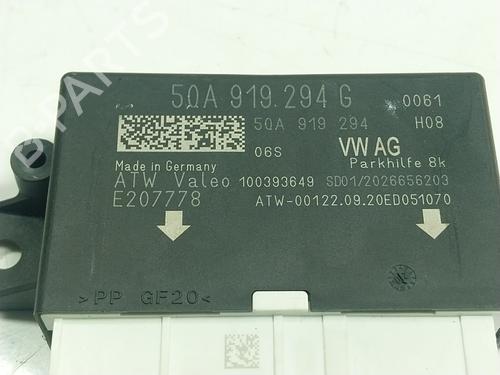 5QA 919 294 G
0061
5QA 919 294 H08
06S VW AG
Made in Germany Parkhilfe 8k
ATW Valeo 100393649 SD01/2026656203
E207778 ATW-00122.09.20ED051070
>PP GF20<
B-PARTS